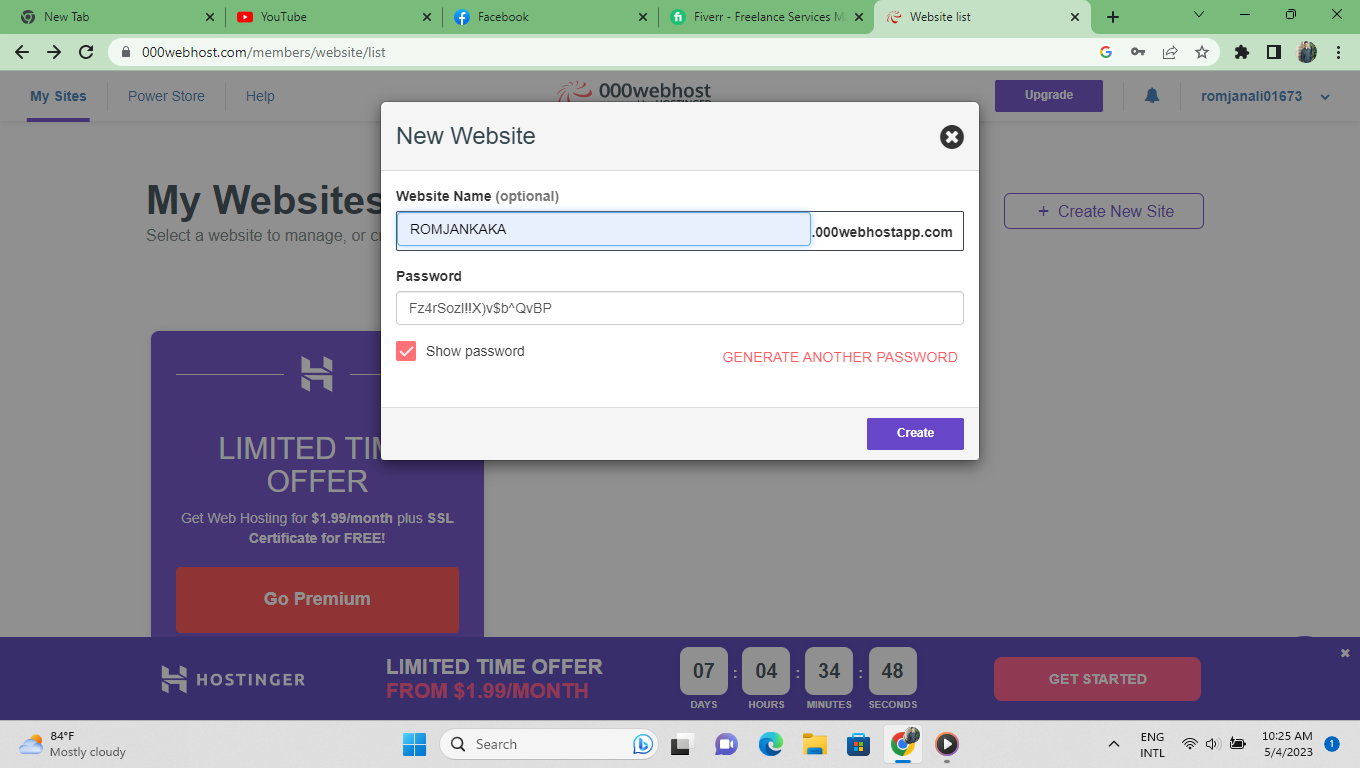 New Tab
YouTube
Facebook
Fiverr - Freelance Services M
Website list
000webhost.com/members/website/list
My Sites
Power Store
Help
000webhost
Upgrade
romjanali01673
New Website
My Websites
Select a website to manage, or cr
+ Create New Site
Website Name (optional)
ROMJANKAKA
.000webhostapp.com
Password
Fz4rSozl!!X)v$b^QvBP
Show password
GENERATE ANOTHER PASSWORD
Create
LIMITED TIM
OFFER
Get Web Hosting for $1.99/month plus SSL
Certificate for FREE!
Go Premium
HOSTINGER
LIMITED TIME OFFER
FROM $1.99/MONTH
07 : 04 : 34 : 48
DAYS HOURS MINUTES SECONDS
GET STARTED
84°F
Mostly cloudy
Search
ENG
INTL
10:25 AM
5/4/2023
1